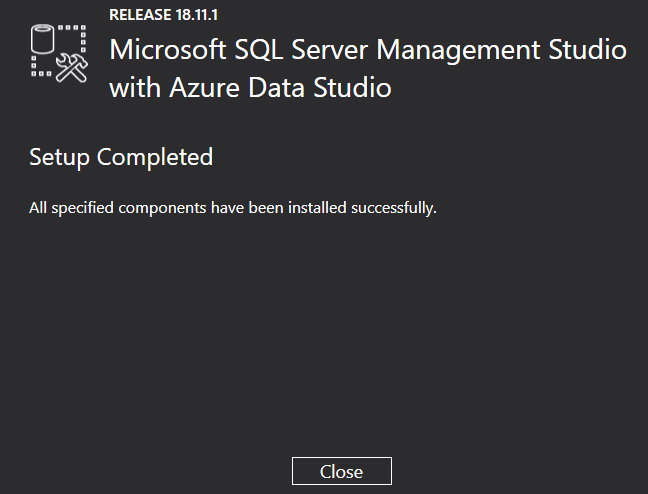 RELEASE 18.11.1
Microsoft SQL Server Management Studio
with Azure Data Studio
Setup Completed
All specified components have been installed successfully.
Close